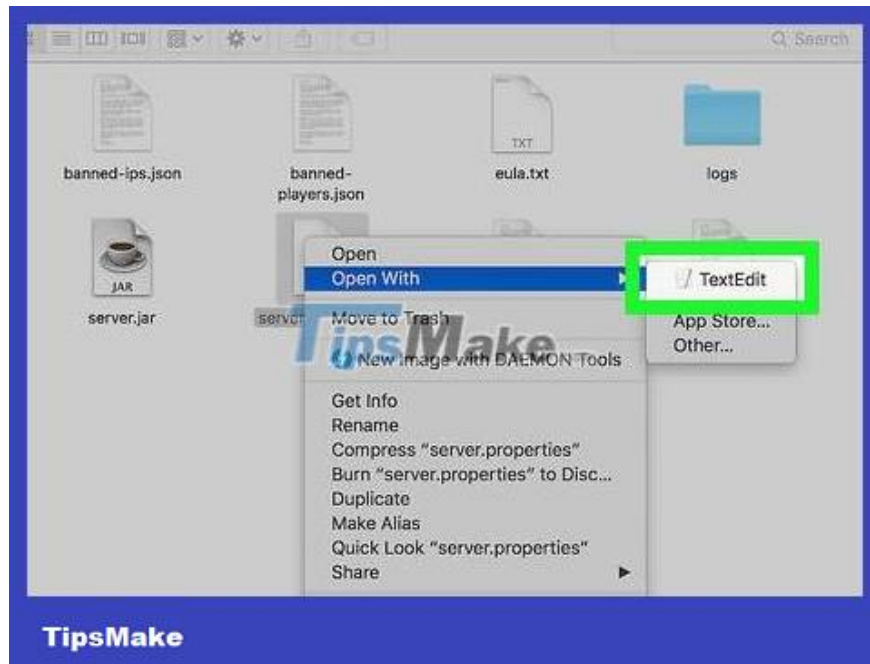 Search
TXT
banned-ips.json
banned-
players.json
eula.txt
logs
JAR
server.jar
Open
Open With
TextEdit
Move to Trash
App Store...
Other...
TipsMake
New Image with DAEMON Tools
Get Info
Rename
Compress “server.properties”
Burn “server.properties” to Disc...
Duplicate
Make Alias
Quick Look “server.properties”
Share
TipsMake